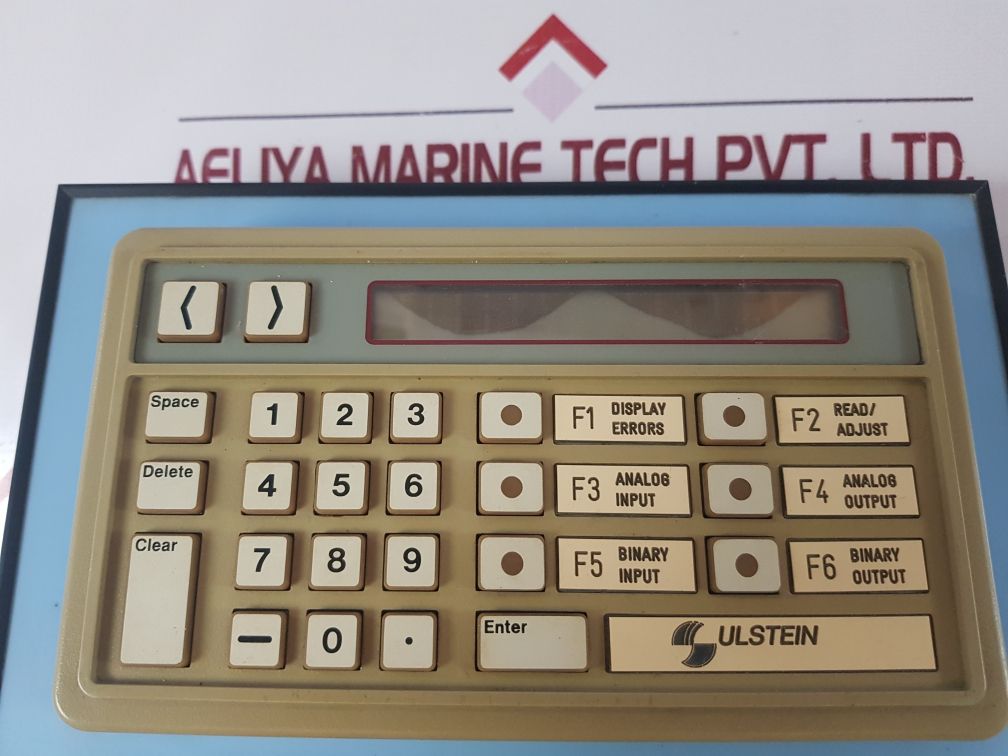 AELIYA MARINE TECH PVT. LTD.
< >
Space 1 2 3 F1 DISPLAY ERRORS F2 READ/ ADJUST
Delete 4 5 6 F3 ANALOG INPUT F4 ANALOG OUTPUT
Clear 7 8 9 F5 BINARY INPUT F6 BINARY OUTPUT
— 0 . Enter ULSTEIN